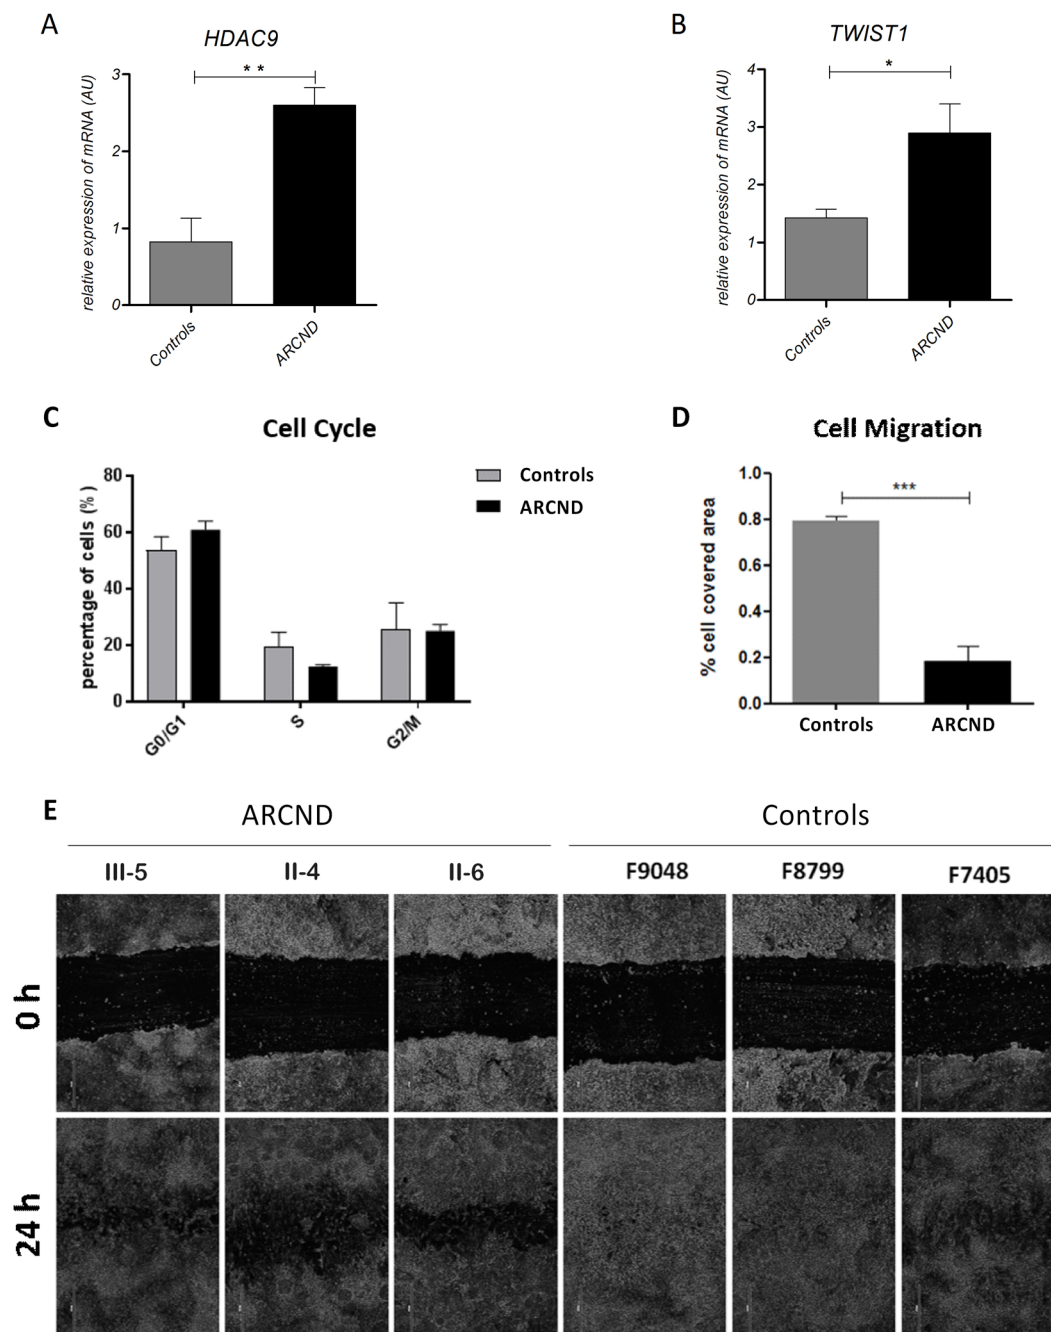 A
HDAC9
relative expression of mRNA (AU)
3
2
1
0
* *
Controls
ARCND
B
TWIST1
relative expression of mRNA (AU)
4
3
2
1
0
*
Controls
ARCND
C
Cell Cycle
percentage of cells (% )
80
60
40
20
0
G0/G1
S
G2/M
Controls
ARCND
D
Cell Migration
% cell covered area
1.0
0.8
0.6
0.4
0.2
0.0
***
Controls
ARCND
E
ARCND
Controls
III-5
II-4
II-6
F9048
F8799
F7405
0 h
24 h